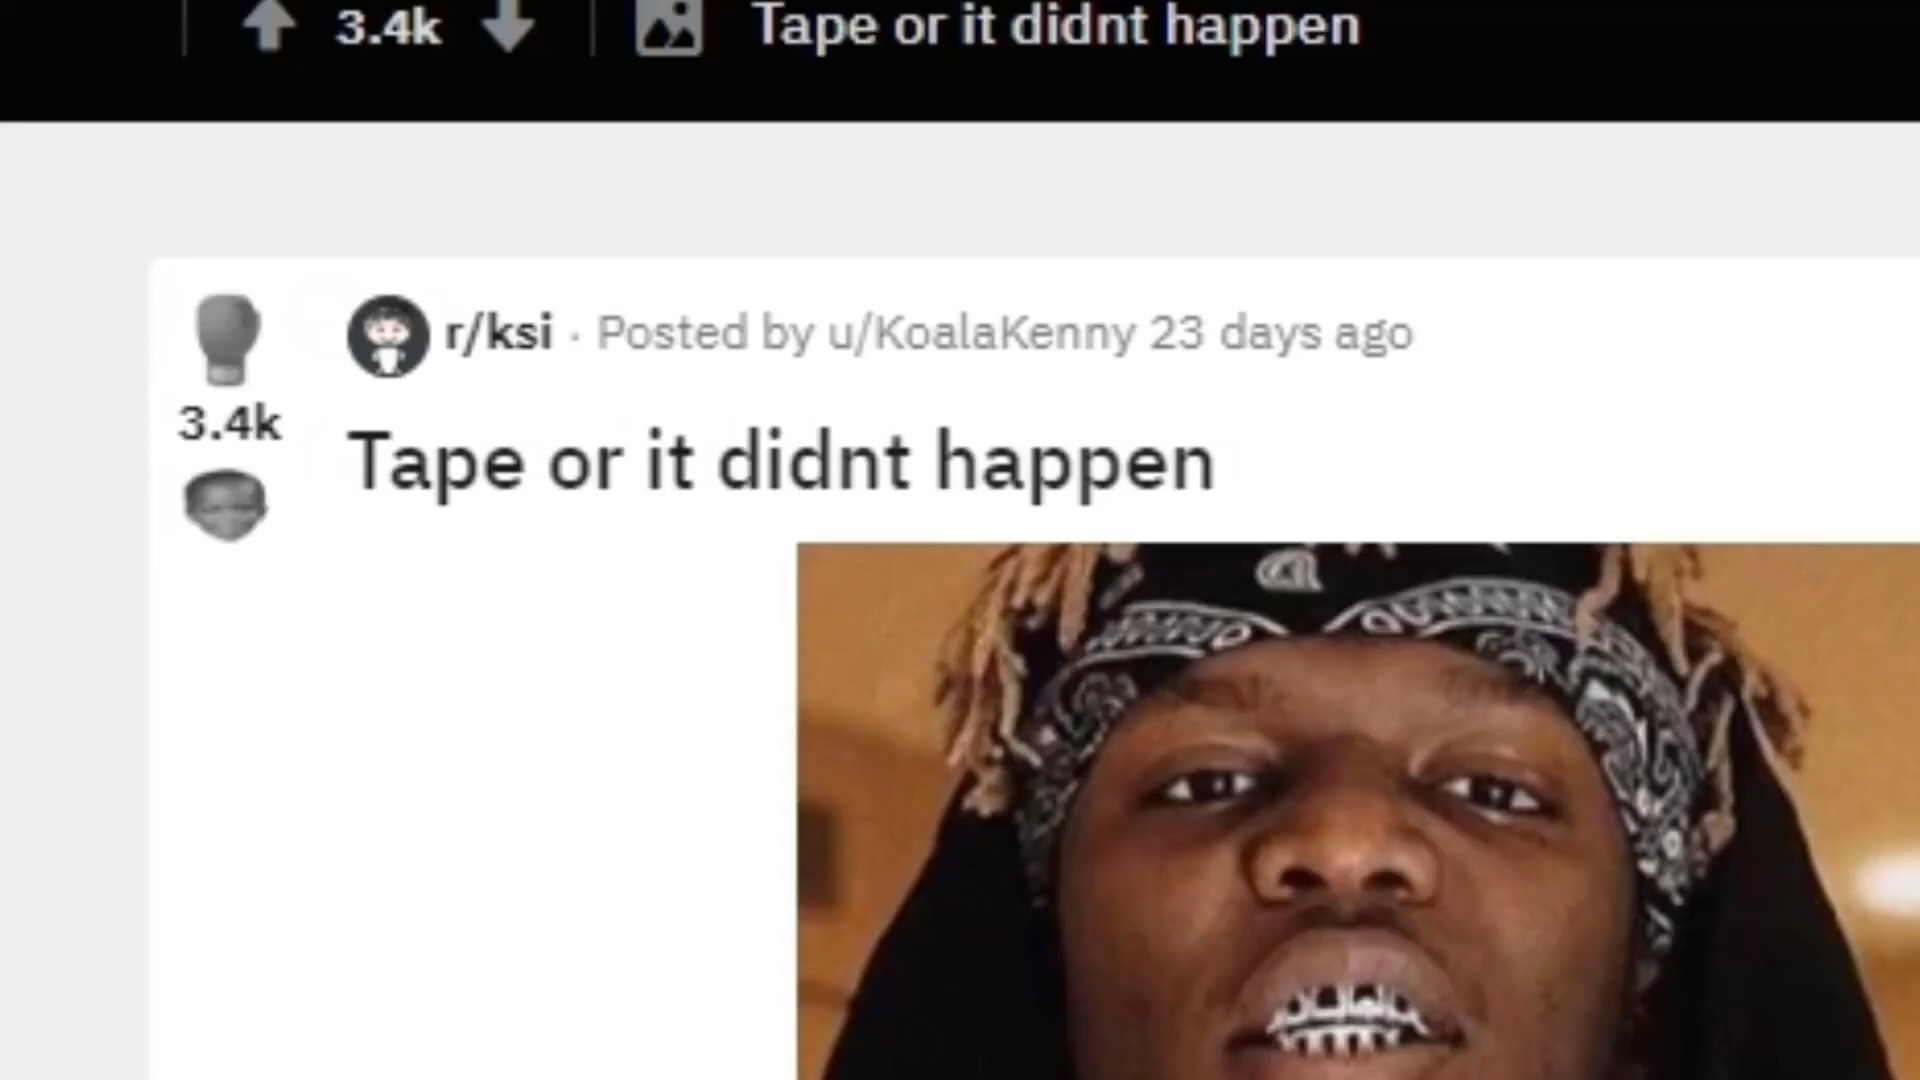 3.4k Tape or it didnt happen
r/ksi · Posted by u/KoalaKenny 23 days ago
3.4k
Tape or it didnt happen